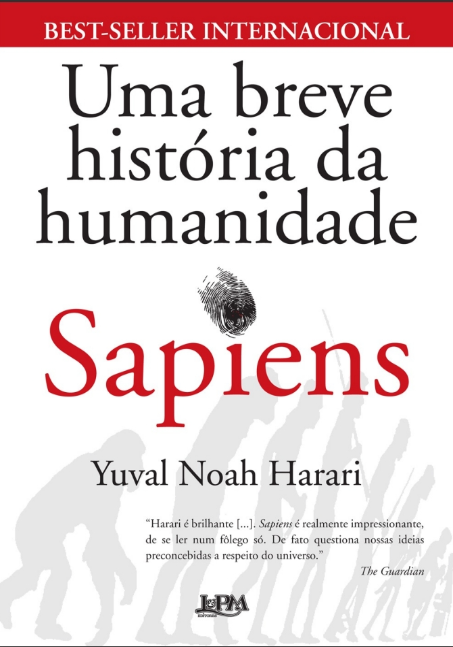 BEST-SELLER INTERNACIONAL
Uma breve
história da
humanidade
Sapiens
Yuval Noah Harari
“Harari é brilhante [...]. Sapiens é realmente impressionante,
de se ler num fôlego só. De fato questiona nossas ideias
preconcebidas a respeito do universo.”
The Guardian
L&PM
EDITORES